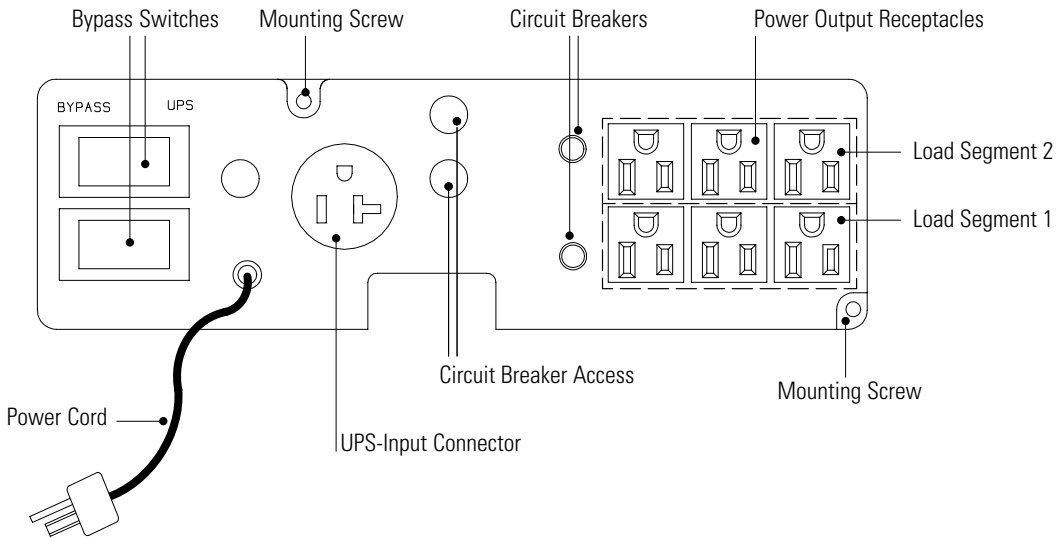 Bypass Switches
Mounting Screw
Circuit Breakers
Power Output Receptacles
BYPASS
UPS
Load Segment 2
Load Segment 1
Circuit Breaker Access
Mounting Screw
Power Cord
UPS-Input Connector